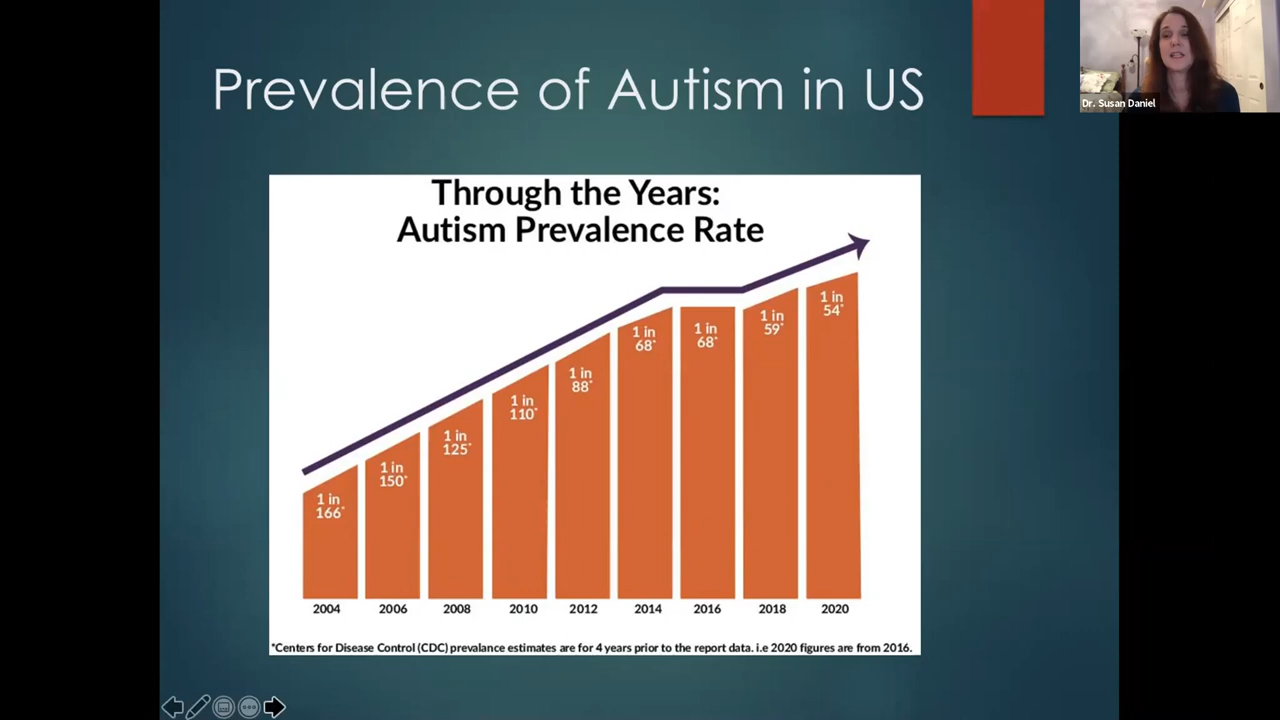 Prevalence of Autism in US
Dr. Susan Daniel
Through the Years:
Autism Prevalence Rate
1 in
166*
1 in
150*
1 in
125*
1 in
110*
1 in
88*
1 in
68*
1 in
68*
1 in
59*
1 in
54*
2004 2006 2008 2010 2012 2014 2016 2018 2020
*Centers for Disease Control (CDC) prevalance estimates are for 4 years prior to the report data. i.e 2020 figures are from 2016.